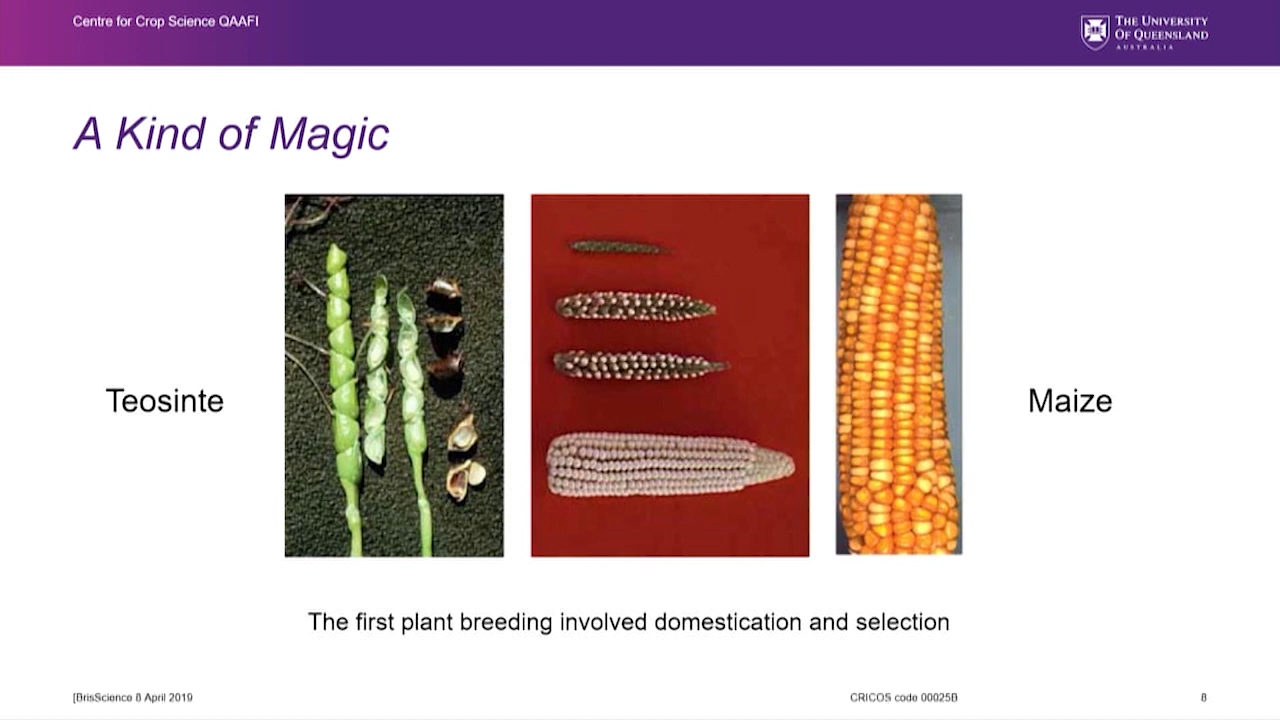 Centre for Crop Science QAAFI
THE UNIVERSITY
OF QUEENSLAND
AUSTRALIA
A Kind of Magic
Teosinte
Maize
The first plant breeding involved domestication and selection
[BrisScience 8 April 2019
CRICOS code 00025B
8